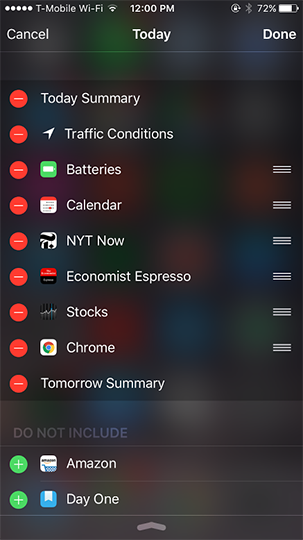 T-Mobile Wi-Fi 12:00 PM 72%
Cancel Today Done
Today Summary
Traffic Conditions
Batteries
Calendar
NYT Now
Economist Espresso
Stocks
Chrome
Tomorrow Summary
DO NOT INCLUDE
amazon Amazon
Day One